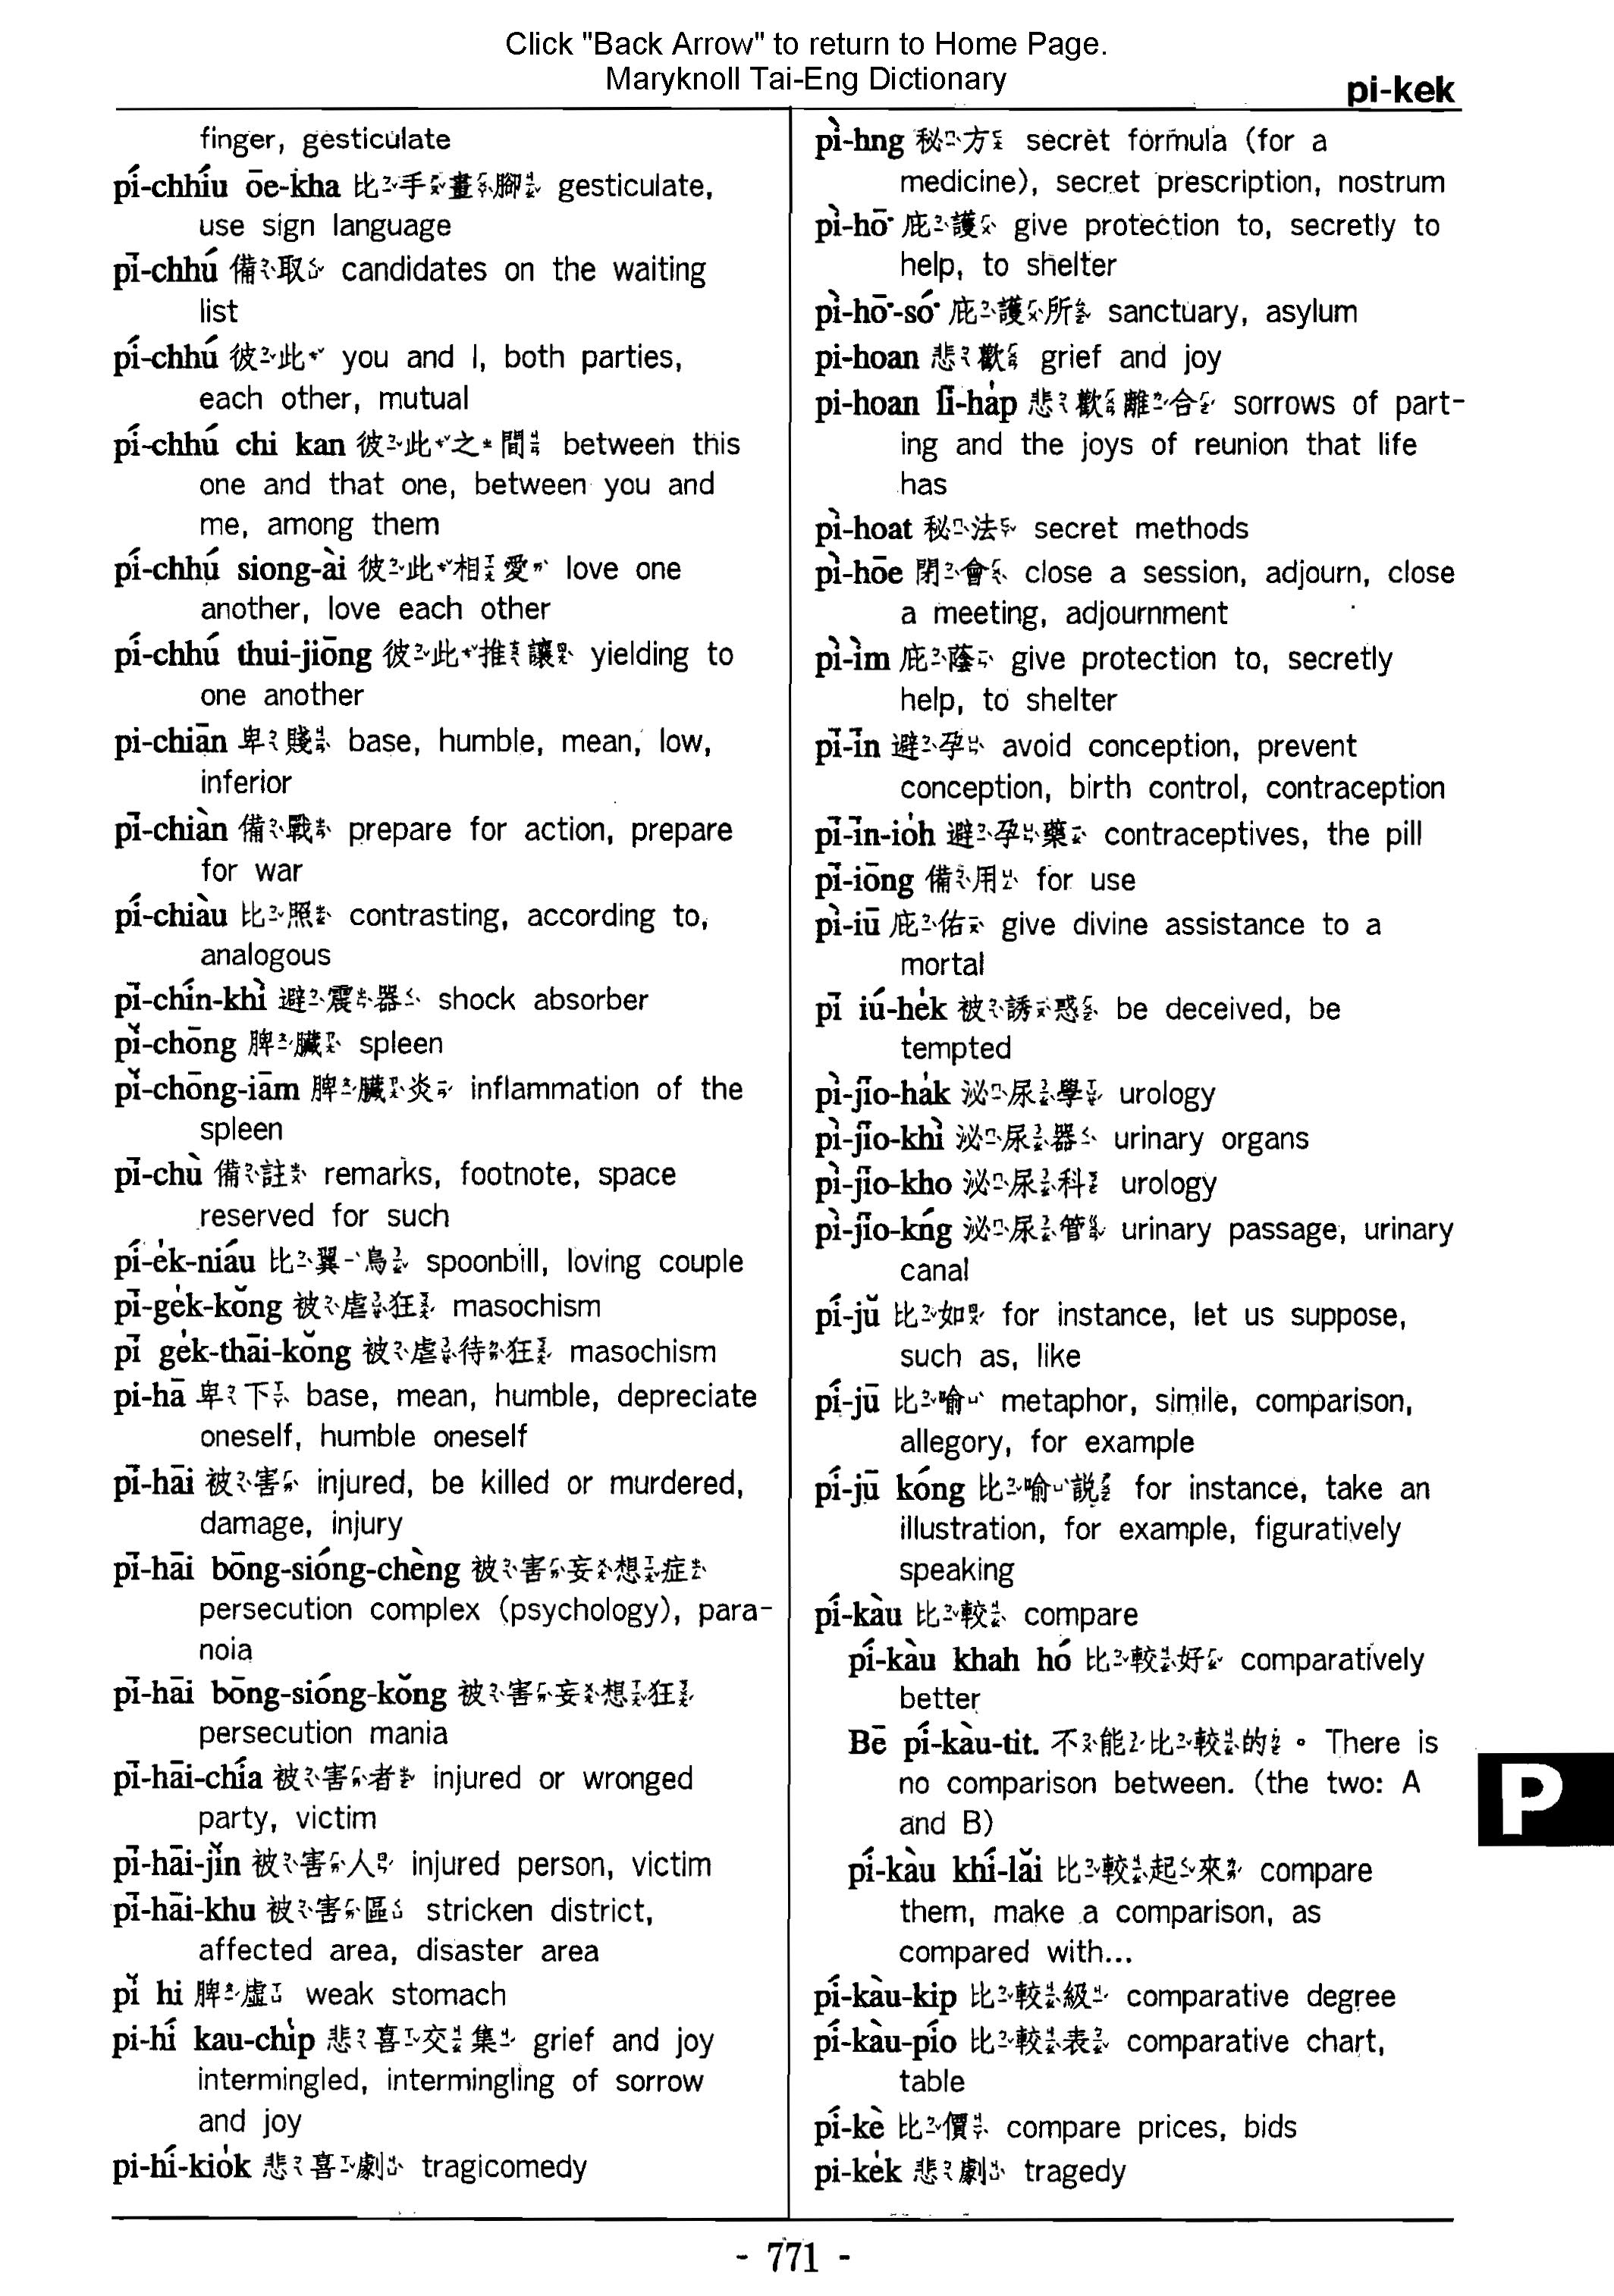 Click "Back Arrow" to return to Home Page.
Maryknoll Tai-Eng Dictionary
pi-kek
finger, gesticulate
pí-chhíu ōe-kha 比手畫腳 gesticulate,
use sign language
pī-chhú 備取 candidates on the waiting
list
pí-chhú 彼此 you and I, both parties,
each other, mutual
pí-chhú chi kan 彼此之間 between this
one and that one, between you and
me, among them
pí-chhú siong-ài 彼此相愛 love one
another, love each other
pí-chhú thui-jiōng 彼此推讓 yielding to
one another
pi-chiān 卑賤 base, humble, mean, low,
inferior
pī-chiàn 備戰 prepare for action, prepare
for war
pí-chiàu 比照 contrasting, according to,
analogous
pī-chín-khì 避震器 shock absorber
pǐ-chōng 脾臟 spleen
pǐ-chōng-iām 脾臟炎 inflammation of the
spleen
pī-chù 備註 remarks, footnote, space
reserved for such
pí-e̍k-niáu 比翼鳥 spoonbill, loving couple
pī-ge̍k-kǒng 被虐狂 masochism
pī ge̍k-thāi-kǒng 被虐待狂 masochism
pi-hā 卑下 base, mean, humble, depreciate
oneself, humble oneself
pī-hāi 被害 injured, be killed or murdered,
damage, injury
pī-hāi bōng-sióng-chèng 被害妄想症
persecution complex (psychology), para-
noia
pī-hāi bōng-sióng-kǒng 被害妄想狂
persecution mania
pī-hāi-chía 被害者 injured or wronged
party, victim
pī-hāi-jǐn 被害人 injured person, victim
pī-hāi-khu 被害區 stricken district,
affected area, disaster area
pǐ hi 脾虛 weak stomach
pi-hí kau-chi̍p 悲喜交集 grief and joy
intermingled, intermingling of sorrow
and joy
pi-hí-kio̍k 悲喜劇 tragicomedy
pì-hng 秘方 secret formula (for a
medicine), secret prescription, nostrum
pì-hō͘ 庇護 give protection to, secretly to
help, to shelter
pì-hō͘-só͘ 庇護所 sanctuary, asylum
pi-hoan 悲歡 grief and joy
pi-hoan lī-ha̍p 悲歡離合 sorrows of part-
ing and the joys of reunion that life
has
pì-hoat 秘法 secret methods
pì-hōe 閉會 close a session, adjourn, close
a meeting, adjournment
pì-ìm 庇蔭 give protection to, secretly
help, to shelter
pī-īn 避孕 avoid conception, prevent
conception, birth control, contraception
pī-īn-io̍h 避孕藥 contraceptives, the pill
pī-iōng 備用 for use
pì-iū 庇佑 give divine assistance to a
mortal
pī iú-he̍k 被誘惑 be deceived, be
tempted
pì-jīo-ha̍k 泌尿學 urology
pì-jīo-khì 泌尿器 urinary organs
pì-jīo-kho 泌尿科 urology
pì-jīo-kńg 泌尿管 urinary passage, urinary
canal
pí-jǔ 比如 for instance, let us suppose,
such as, like
pí-jū 比喻 metaphor, simile, comparison,
allegory, for example
pí-jū kóng 比喻説 for instance, take an
illustration, for example, figuratively
speaking
pí-kàu 比較 compare
pí-kàu khah hó 比較好 comparatively
better
Bē pí-kàu-tit. 不能比較的。 There is
no comparison between. (the two: A
and B)
pí-kàu khí-lǎi 比較起來 compare
them, make a comparison, as
compared with...
pí-kàu-kip 比較級 comparative degree
pí-kàu-pío 比較表 comparative chart,
table
pí-kè 比價 compare prices, bids
pi-ke̍k 悲劇 tragedy
P
- 771 -